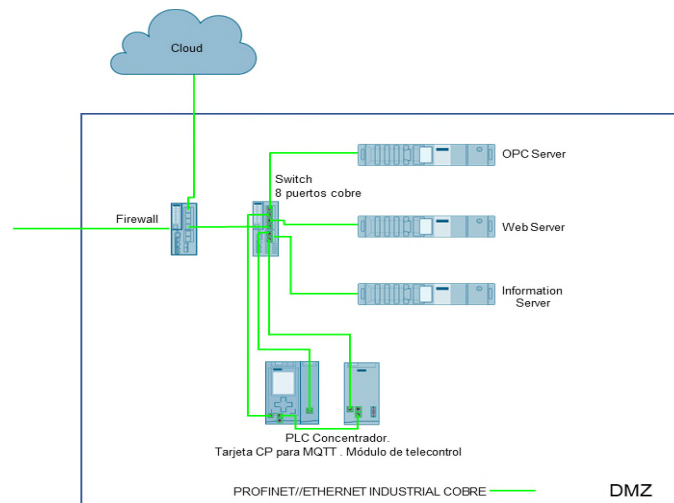 Cloud
OPC Server
Switch
8 puertos cobre
Firewall
Web Server
Information
Server
PLC Concentrador.
Tarjeta CP para MQTT . Módulo de telecontrol
PROFINET//ETHERNET INDUSTRIAL COBRE
DMZ